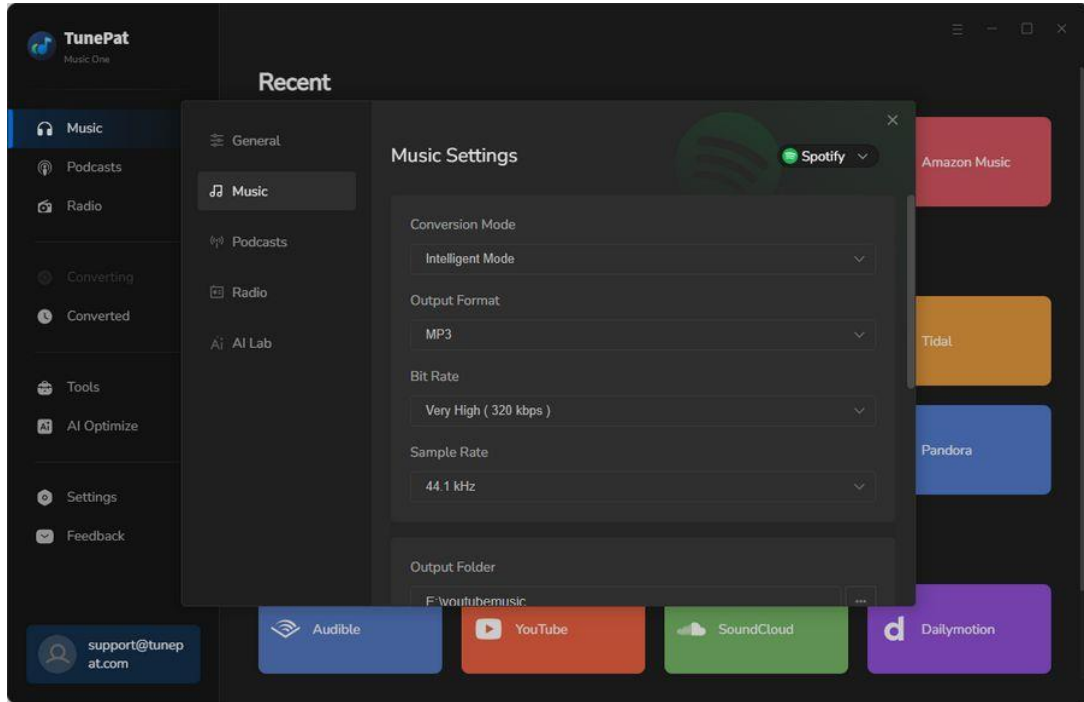 TunePat
Music One
Recent
Music
Podcasts
Radio
Converting
Converted
Tools
AI Optimize
Settings
Feedback
support@tunep
at.com
General
Music
Podcasts
Radio
Ai AI Lab
Music Settings
Spotify
Conversion Mode
Intelligent Mode
Output Format
MP3
Bit Rate
Very High ( 320 kbps )
Sample Rate
44.1 kHz
Output Folder
E:\youtubemusic
...
Amazon Music
Tidal
Pandora
Audible
YouTube
SoundCloud
d Dailymotion